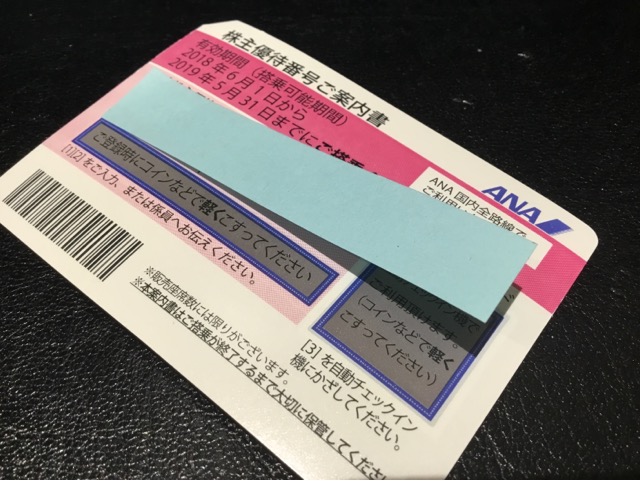 株主優待番号ご案内書
有効期間(搭乗可能期間)
2018年6月1日から
2019年5月31日までにご搭乗
ANA
ANA 国内全路線で
ご登録時にコインなどで軽くこすってください
[1][2]をご入力、または係員へお伝えください。
(コインなどで軽く
こすってください)
[3]を自動チェックイン
機にかざしてください。
※販売座席数には限りがございます。
※本案内書はご搭乗が終了するまで大切に保管してくださ